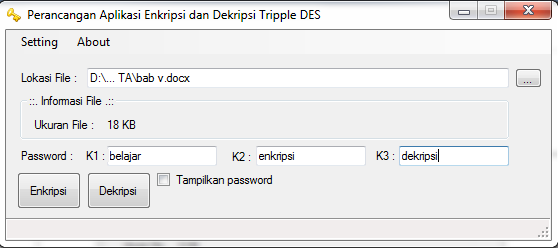 Perancangan Aplikasi Enkripsi dan Dekripsi Tripple DES
Setting About
Lokasi File : D:\... TA\bab v.docx ...
::. Informasi File .::
Ukuran File : 18 KB
Password : K1 : belajar K2 : enkripsi K3 : dekripsi
Enkripsi Dekripsi Tampilkan password